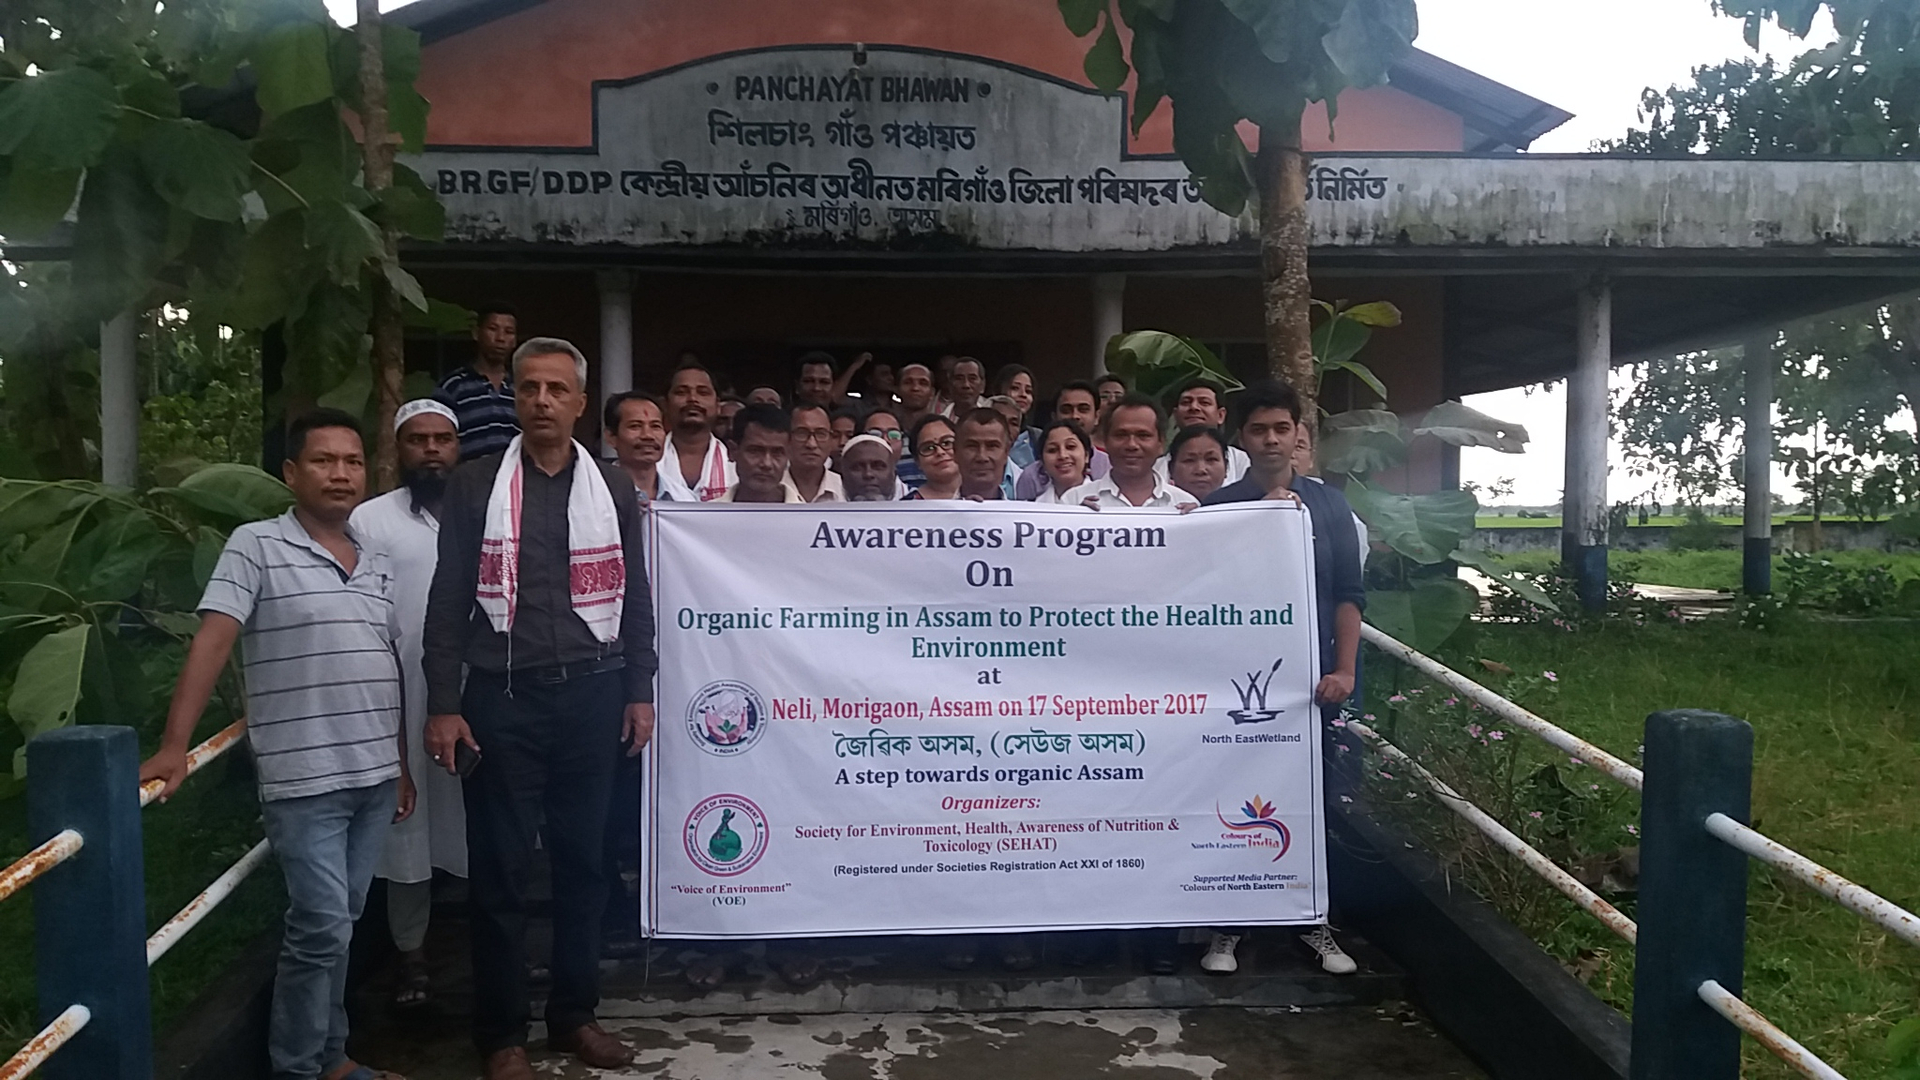 PANCHAYAT BHAWAN
শিলচাং গাঁও পঞ্চায়ত
B.R.G.F/D.D.P কেন্দ্ৰীয় আঁচনিৰ অধীনত মৰিগাঁও জিলা পৰিষদৰ নিৰ্মিত
মৰিগাঁও, অসম
Awareness Program
On
Organic Farming in Assam to Protect the Health and
Environment
at
Neli, Morigaon, Assam on 17 September 2017
জৈৱিক অসম, (সেউজ অসম)
A step towards organic Assam
North EastWetland
Organizers:
Society for Environment, Health, Awareness of Nutrition &
Toxicology (SEHAT)
(Registered under Societies Registration Act XXI of 1860)
INDIA
VOICE OF ENVIRONMENT
"Voice of Environment"
(VOE)
Colours of
North Eastern India
Supported Media Partner:
"Colours of North Eastern India"